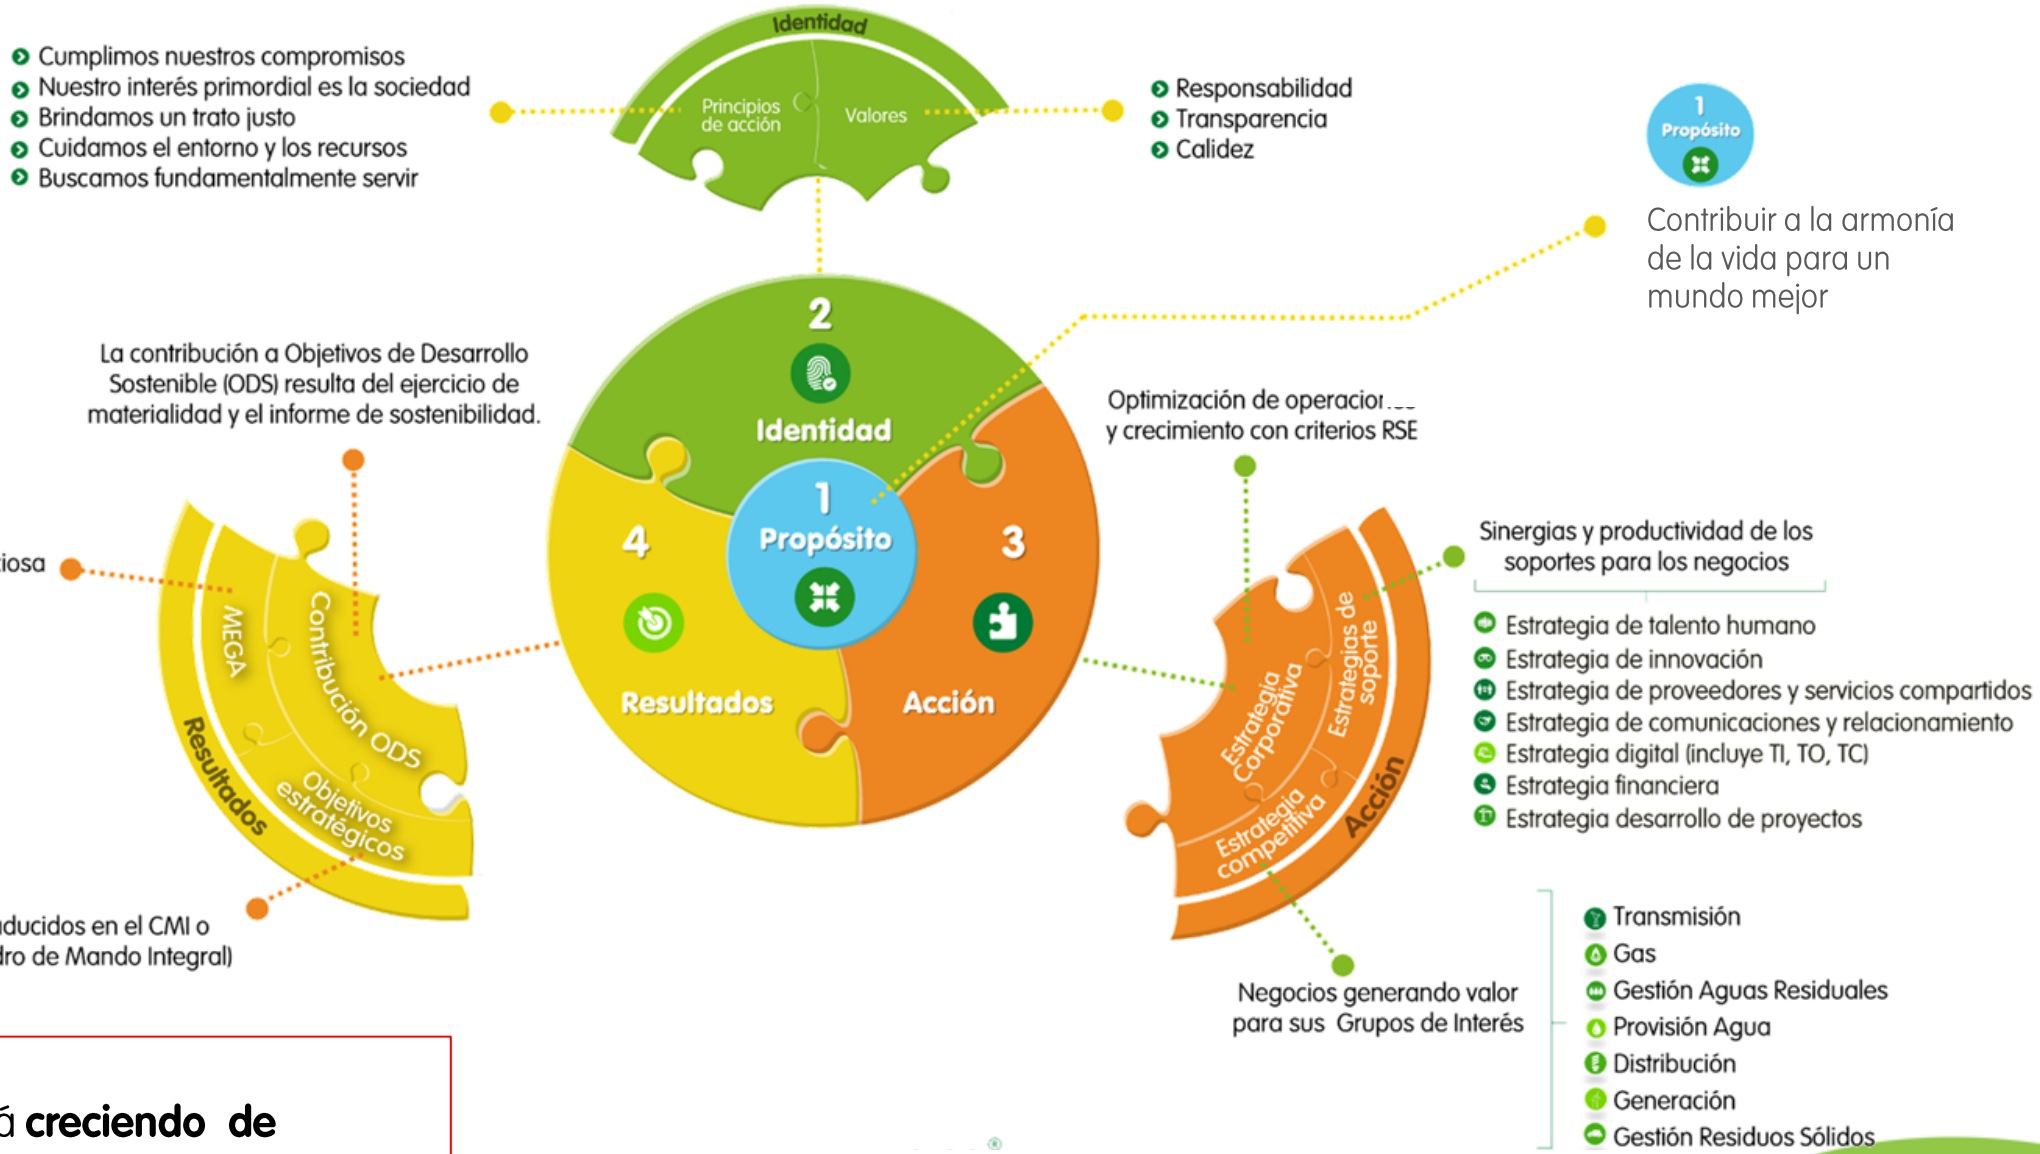 Identidad
Cumplimos nuestros compromisos
Nuestro interés primordial es la sociedad
Brindamos un trato justo
Cuidamos el entorno y los recursos
Buscamos fundamentalmente servir
Principios
de acción
Valores
Responsabilidad
Transparencia
Calidez
1
Propósito
Contribuir a la armonía
de la vida para un
mundo mejor
2
Identidad
1
Propósito
3
Acción
4
Resultados
La contribución a Objetivos de Desarrollo
Sostenible (ODS) resulta del ejercicio de
materialidad y el informe de sostenibilidad.
MEGA
Contribución ODS
Objetivos
estratégicos
Resultados
o
dro de Mando Integral)
en el CMI o
Optimización de
y crecimiento con criterios RSE
Estrategia
Corporativa
Estrategias de
soporte
Estrategia
competitiva
Acción
Sinergias y productividad de los
soportes para los negocios
Estrategia de talento humano
Estrategia de innovación
Estrategia de proveedores y servicios compartidos
Estrategia de comunicaciones y relacionamiento
Estrategia digital (incluye TI, TO, TC)
Estrategia financiera
Estrategia desarrollo de proyectos
Negocios generando valor
para sus Grupos de Interés
Transmisión
Gas
Gestión Aguas Residuales
Provisión Agua
Distribución
Generación
Gestión Residuos Sólidos
creciendo de
®